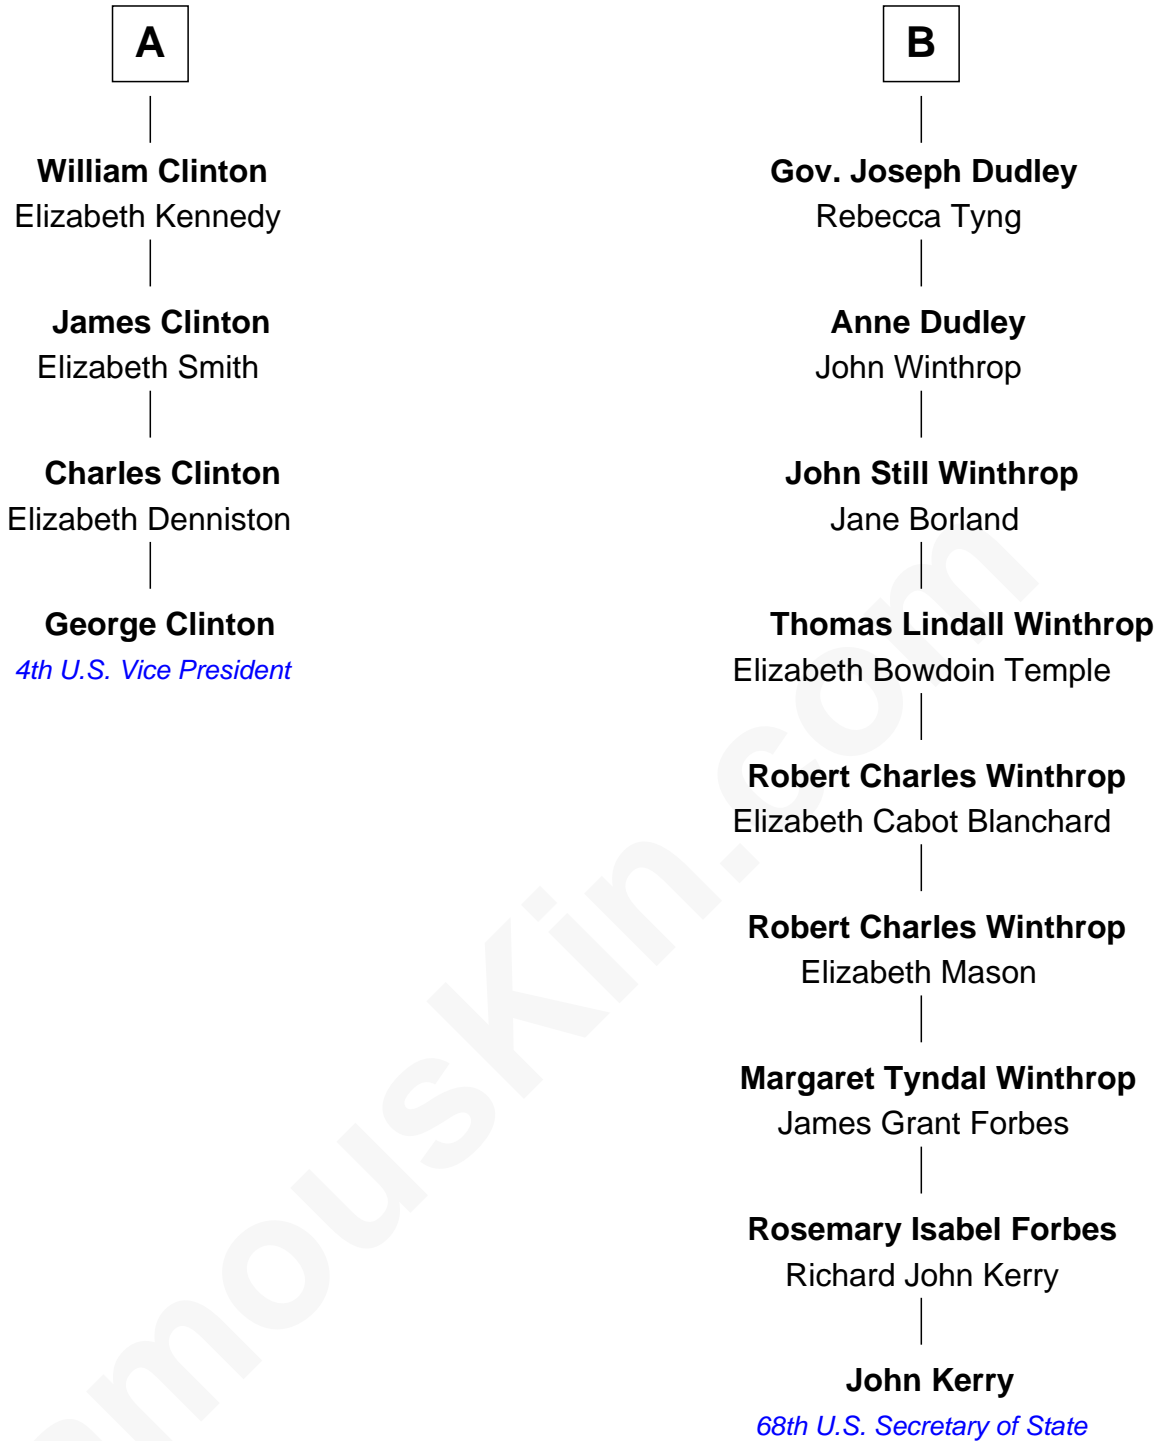 A
William Clinton
Elizabeth Kennedy
James Clinton
Elizabeth Smith
Charles Clinton
Elizabeth Denniston
George Clinton
4th U.S. Vice President
B
Gov. Joseph Dudley
Rebecca Tyng
Anne Dudley
John Winthrop
John Still Winthrop
Jane Borland
Thomas Lindall Winthrop
Elizabeth Bowdoin Temple
Robert Charles Winthrop
Elizabeth Cabot Blanchard
Robert Charles Winthrop
Elizabeth Mason
Margaret Tyndal Winthrop
James Grant Forbes
Rosemary Isabel Forbes
Richard John Kerry
John Kerry
68th U.S. Secretary of State
amousKin.com